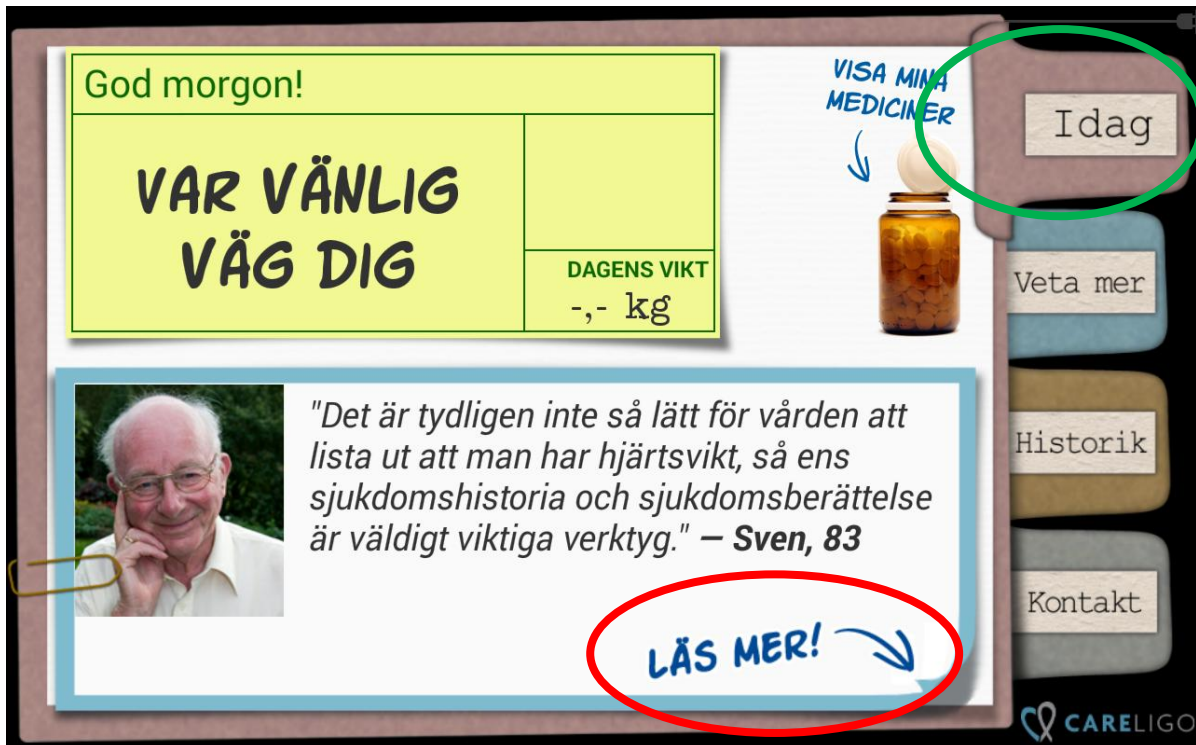 God morgon!
VAR VÄNLIG
VÄG DIG
DAGENS VIKT
-,- kg
VISA MINA
MEDICINER
"Det är tydligen inte så lätt för vården att
lista ut att man har hjärtsvikt, så ens
sjukdomshistoria och sjukdomsberättelse
är väldigt viktiga verktyg." — Sven, 83
LÄS MER!
Idag
Veta mer
Historik
Kontakt
CARELIGO